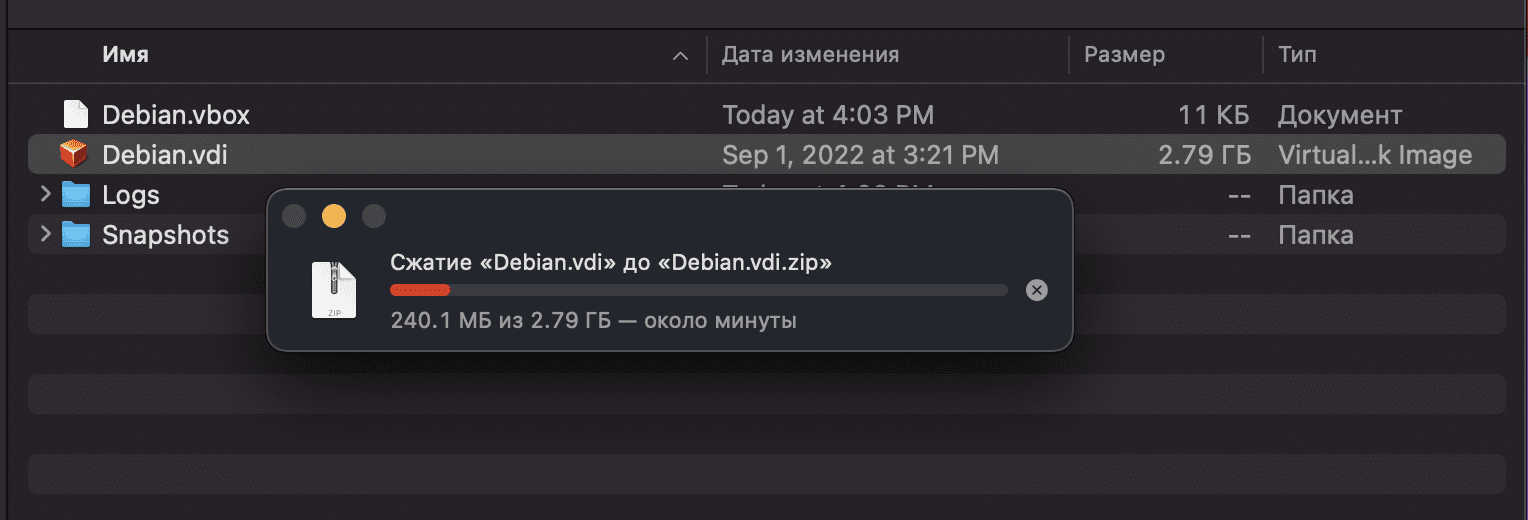 Имя Дата изменения Размер Тип
Debian.vbox Today at 4:03 PM 11 КБ Документ
Debian.vdi Sep 1, 2022 at 3:21 PM 2.79 ГБ Virtual...k Image
Logs -- Папка
Snapshots -- Папка
Сжатие «Debian.vdi» до «Debian.vdi.zip»
ZIP
240.1 МБ из 2.79 ГБ — около минуты